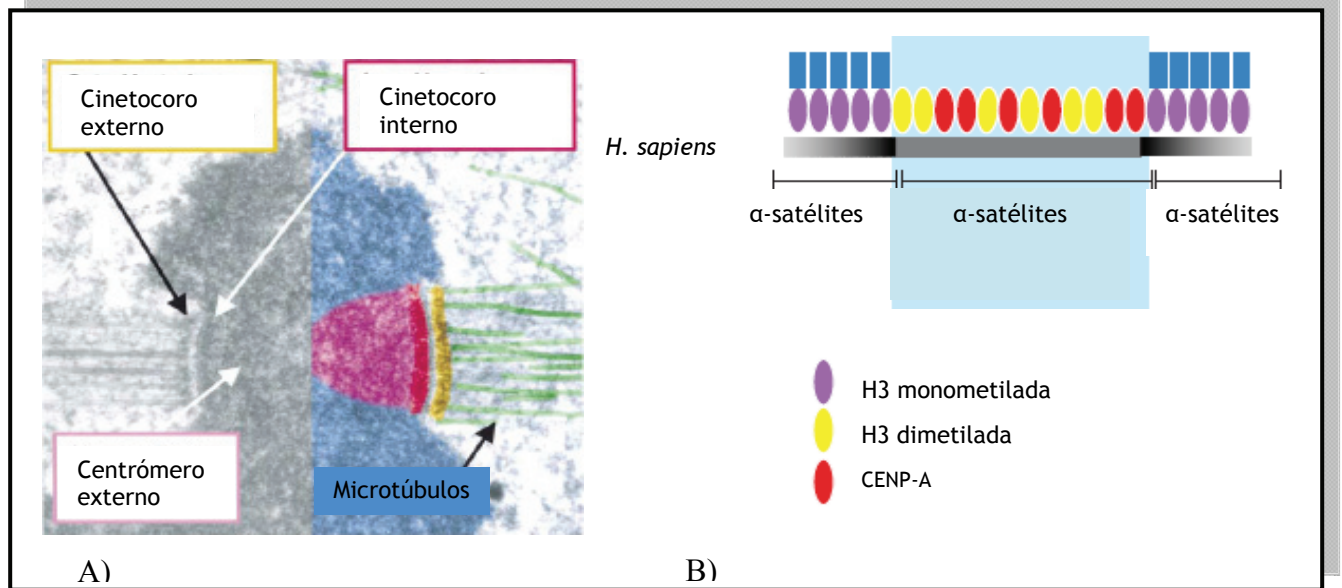 Cinetocoro
externo
Cinetocoro
interno
Centrómero
externo
Microtúbulos
A)
H. sapiens
α-satélites
α-satélites
α-satélites
H3 monometilada
H3 dimetilada
CENP-A
B)